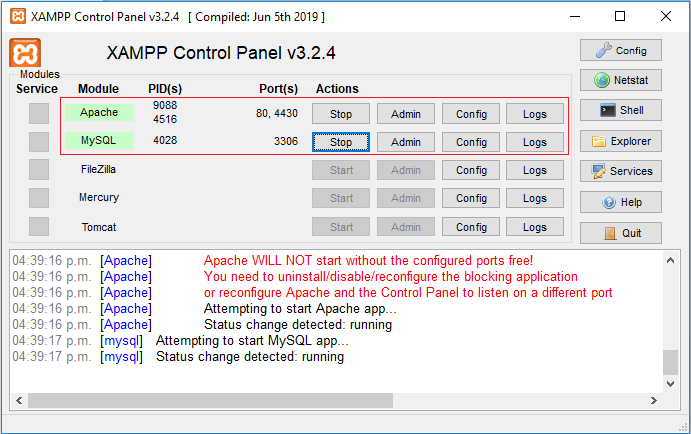 XAMPP Control Panel v3.2.4 [ Compiled: Jun 5th 2019 ]
XAMPP Control Panel v3.2.4
Config
Modules
Service Module PID(s) Port(s) Actions
Netstat
Apache 9088 4516 80, 4430 Stop Admin Config Logs
Shell
MySQL 4028 3306 Stop Admin Config Logs
Explorer
FileZilla Start Admin Config Logs
Services
Mercury Start Admin Config Logs
Help
Tomcat Start Admin Config Logs
Quit
04:39:16 p.m. [Apache] Apache WILL NOT start without the configured ports free!
04:39:16 p.m. [Apache] You need to uninstall/disable/reconfigure the blocking application
04:39:16 p.m. [Apache] or reconfigure Apache and the Control Panel to listen on a different port
04:39:16 p.m. [Apache] Attempting to start Apache app...
04:39:16 p.m. [Apache] Status change detected: running
04:39:17 p.m. [mysql] Attempting to start MySQL app...
04:39:17 p.m. [mysql] Status change detected: running